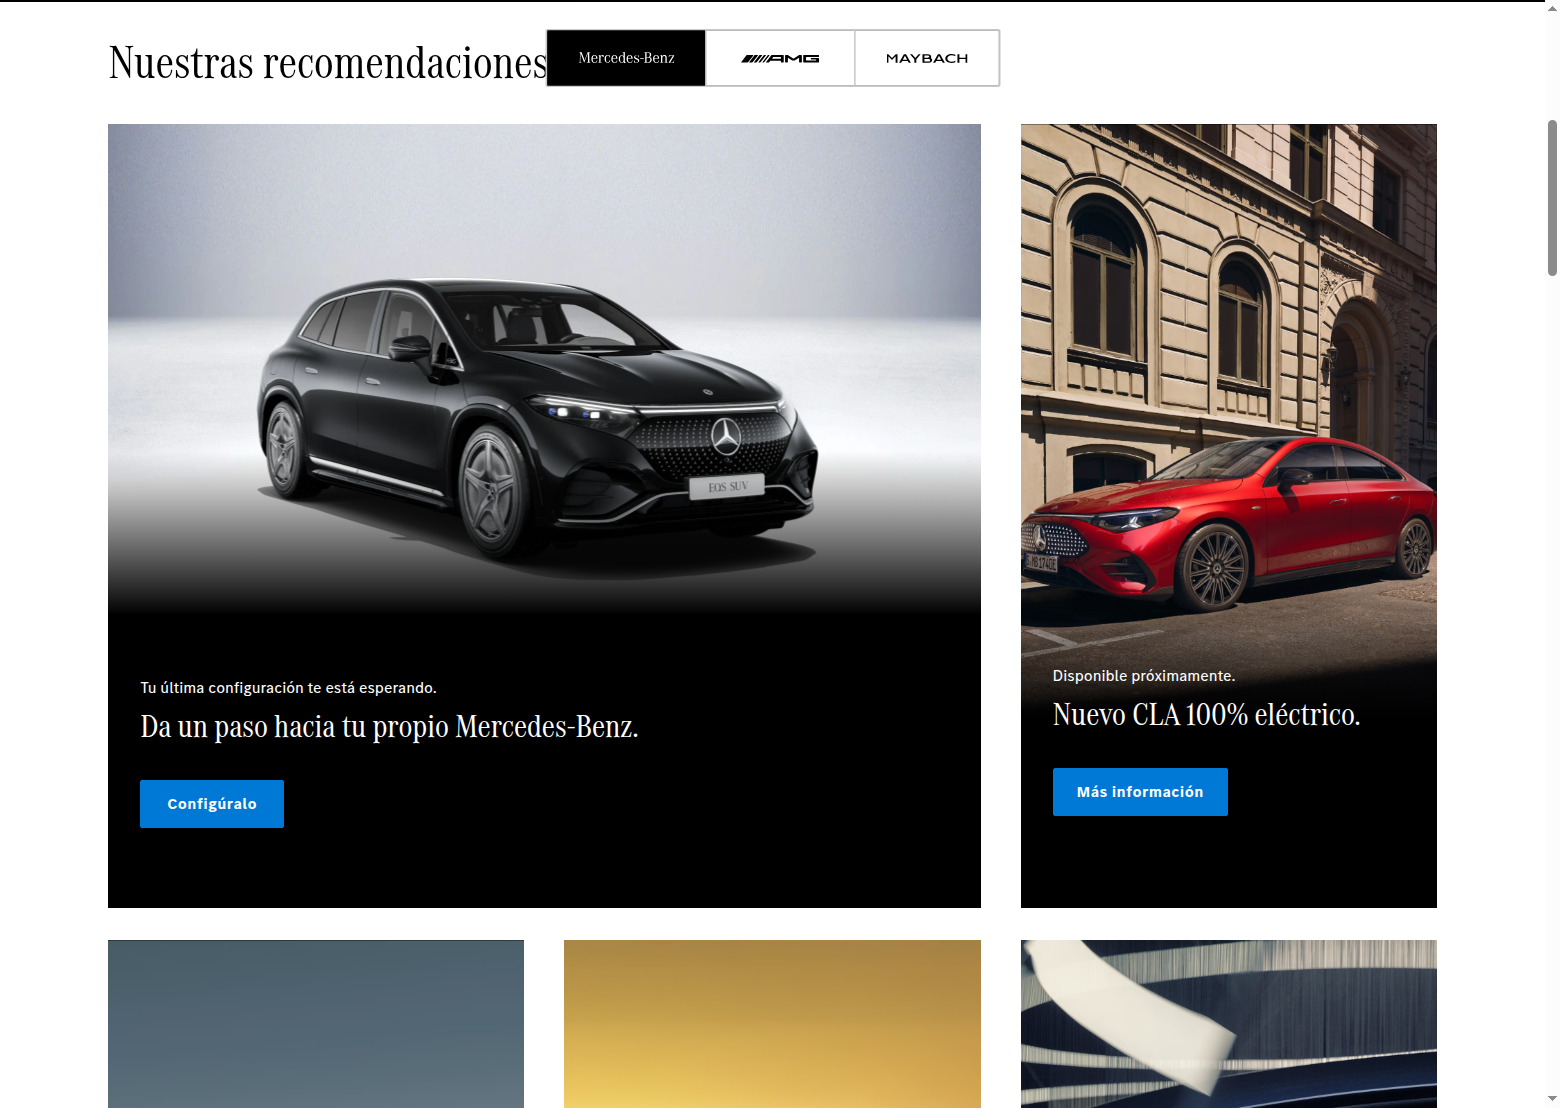 Nuestras recomendaciones
Mercedes-Benz
AMG
MAYBACH
EQS SUV
Tu última configuración te está esperando.
Da un paso hacia tu propio Mercedes-Benz.
Configúralo
Disponible próximamente.
Nuevo CLA 100% eléctrico.
Más información